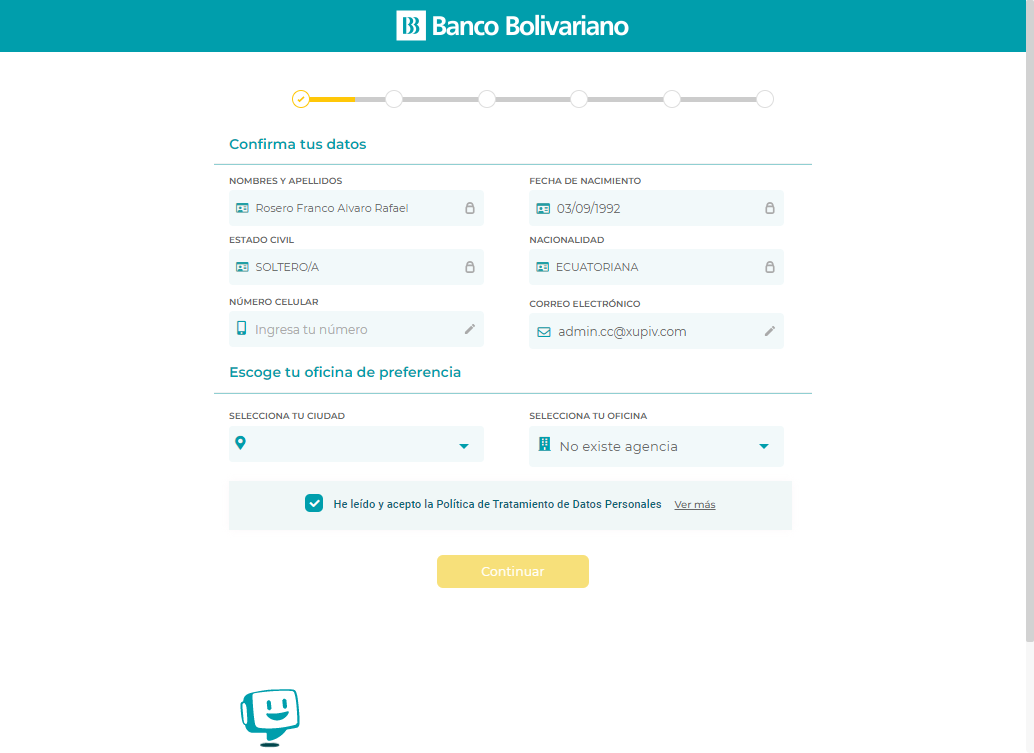 BB Banco Bolivariano
Confirma tus datos
NOMBRES Y APELLIDOS
FECHA DE NACIMIENTO
Rosero Franco Alvaro Rafael
03/09/1992
ESTADO CIVIL
NACIONALIDAD
SOLTERO/A
ECUATORIANA
NÚMERO CELULAR
CORREO ELECTRÓNICO
Ingresa tu número
admin.cc@xupiv.com
Escoge tu oficina de preferencia
SELECCIONA TU CIUDAD
SELECCIONA TU OFICINA
No existe agencia
He leído y acepto la Política de Tratamiento de Datos Personales Ver más
Continuar